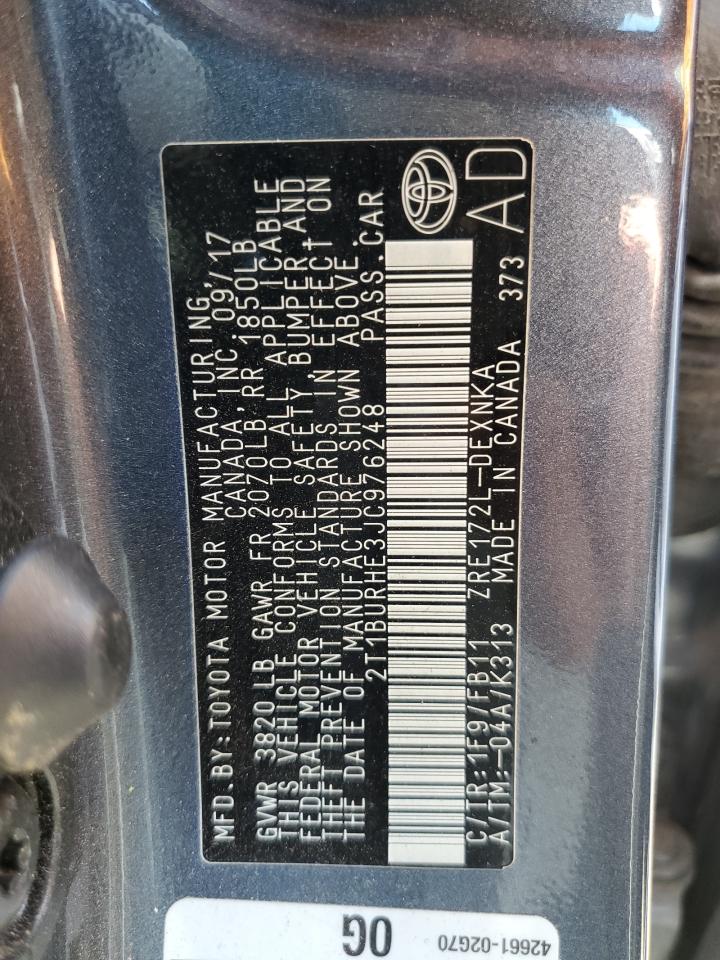 MFD.BY:TOYOTA MOTOR MANUFACTURING,
CANADA,INC. 09/17
GVWR 3820LB GAWR FR 2070LB,RR 1850LB
THIS VEHICLE CONFORMS TO ALL APPLICABLE
FEDERAL MOTOR VEHICLE SAFETY, BUMPER, AND
THEFT PREVENTION STANDARDS IN EFFECT ON
THE DATE OF MANUFACTURE SHOWN ABOVE.
2T1BURHE3JC976248 PASS.CAR
C/TR:1F9/FB11 ZRE172L-DEXNKA
A/TM:-04A/K313 MADE IN CANADA 373
AD
0G
42661-02G70